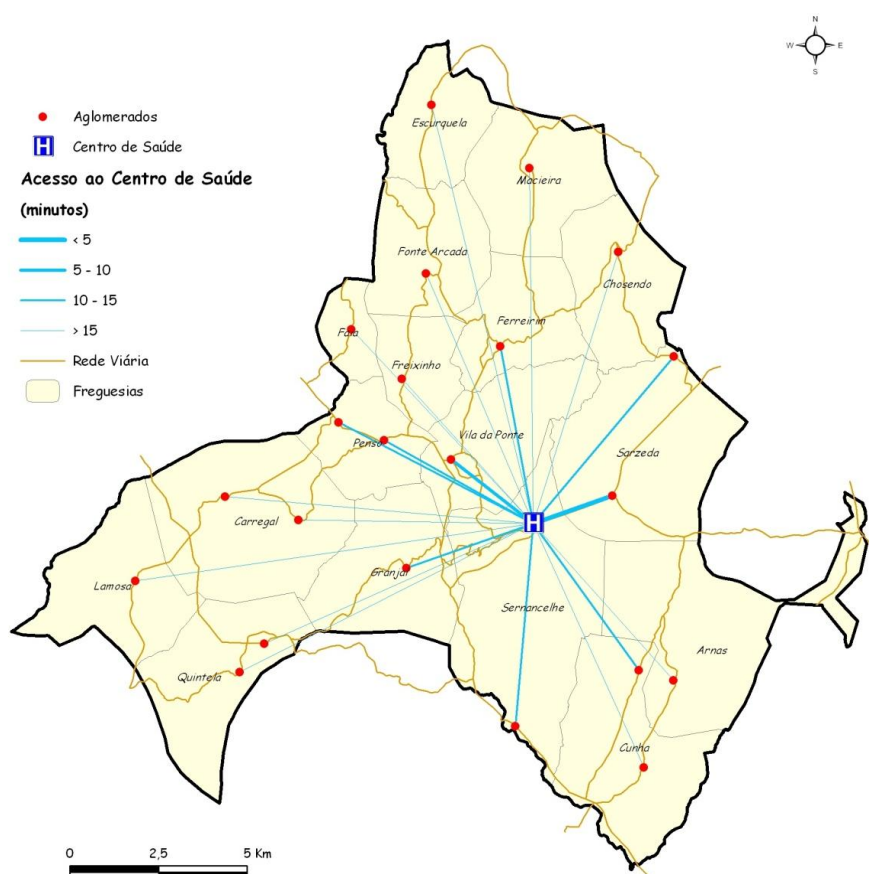 N
W E
S
Aglomerados
H Centro de Saúde
Acesso ao Centro de Saúde
(minutos)
< 5
5 - 10
10 - 15
> 15
Rede Viária
Freguesias
Escurquela
Macieira
Fonte Arcada
Chosendo
Ferreirim
Faia
Freixinho
Vila da Ponte
Penso
Sarzeda
H
Carregal
Granjal
Lamosa
Sernancelhe
Arnas
Quintela
Cunha
0 2,5 5 Km